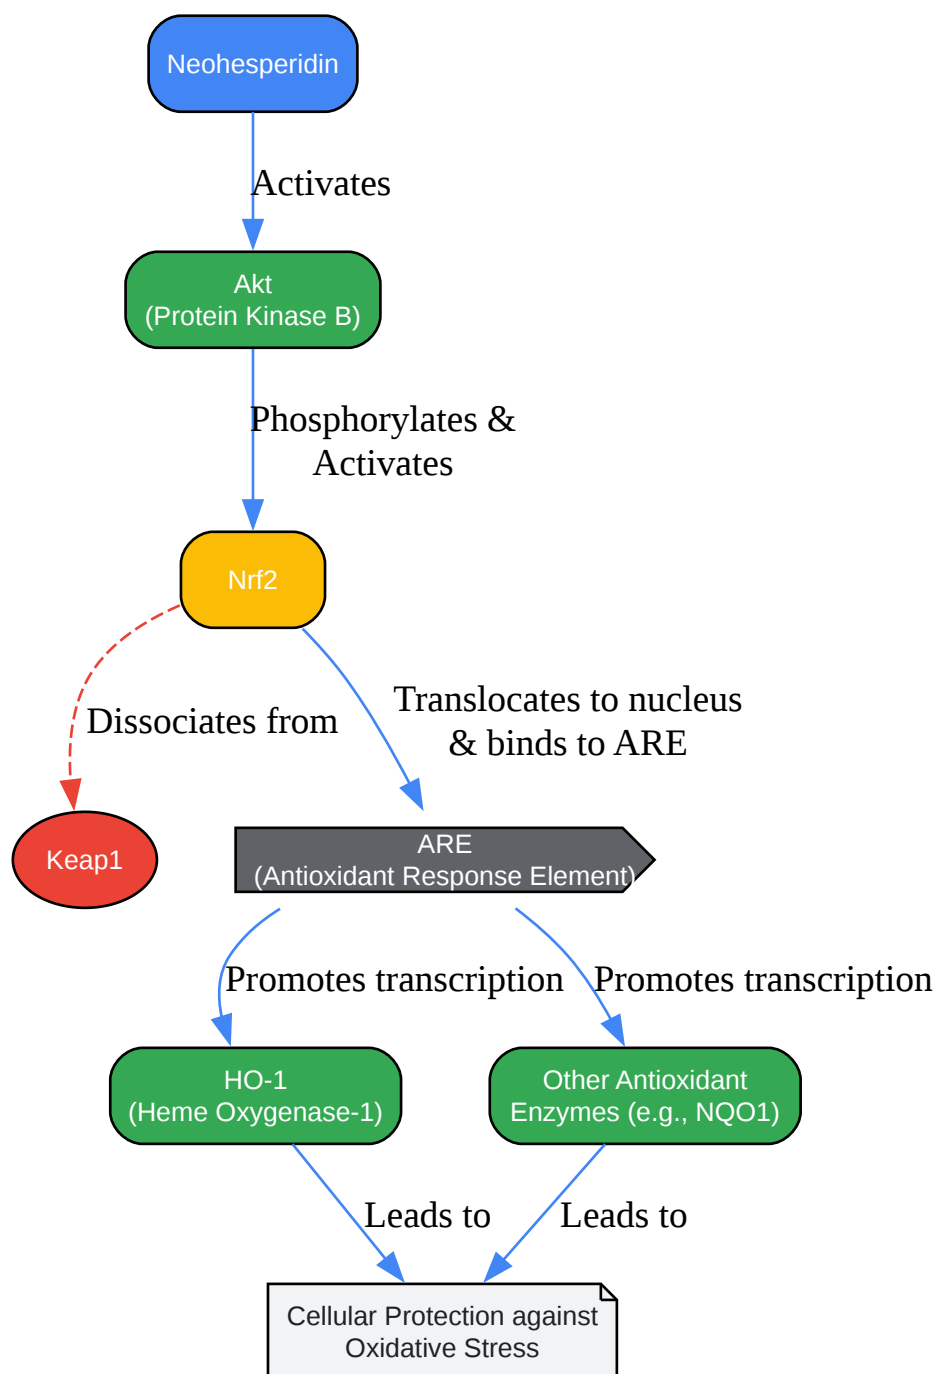 Neohesperidin
Activates
Akt
(Protein Kinase B)
Phosphorylates &
Activates
Nrf2
Dissociates from
Translocates to nucleus
& binds to ARE
Keap1
ARE
(Antioxidant Response Element)
Promotes transcription
Promotes transcription
HO-1
(Heme Oxygenase-1)
Other Antioxidant
Enzymes (e.g., NQO1)
Leads to
Leads to
Cellular Protection against
Oxidative Stress